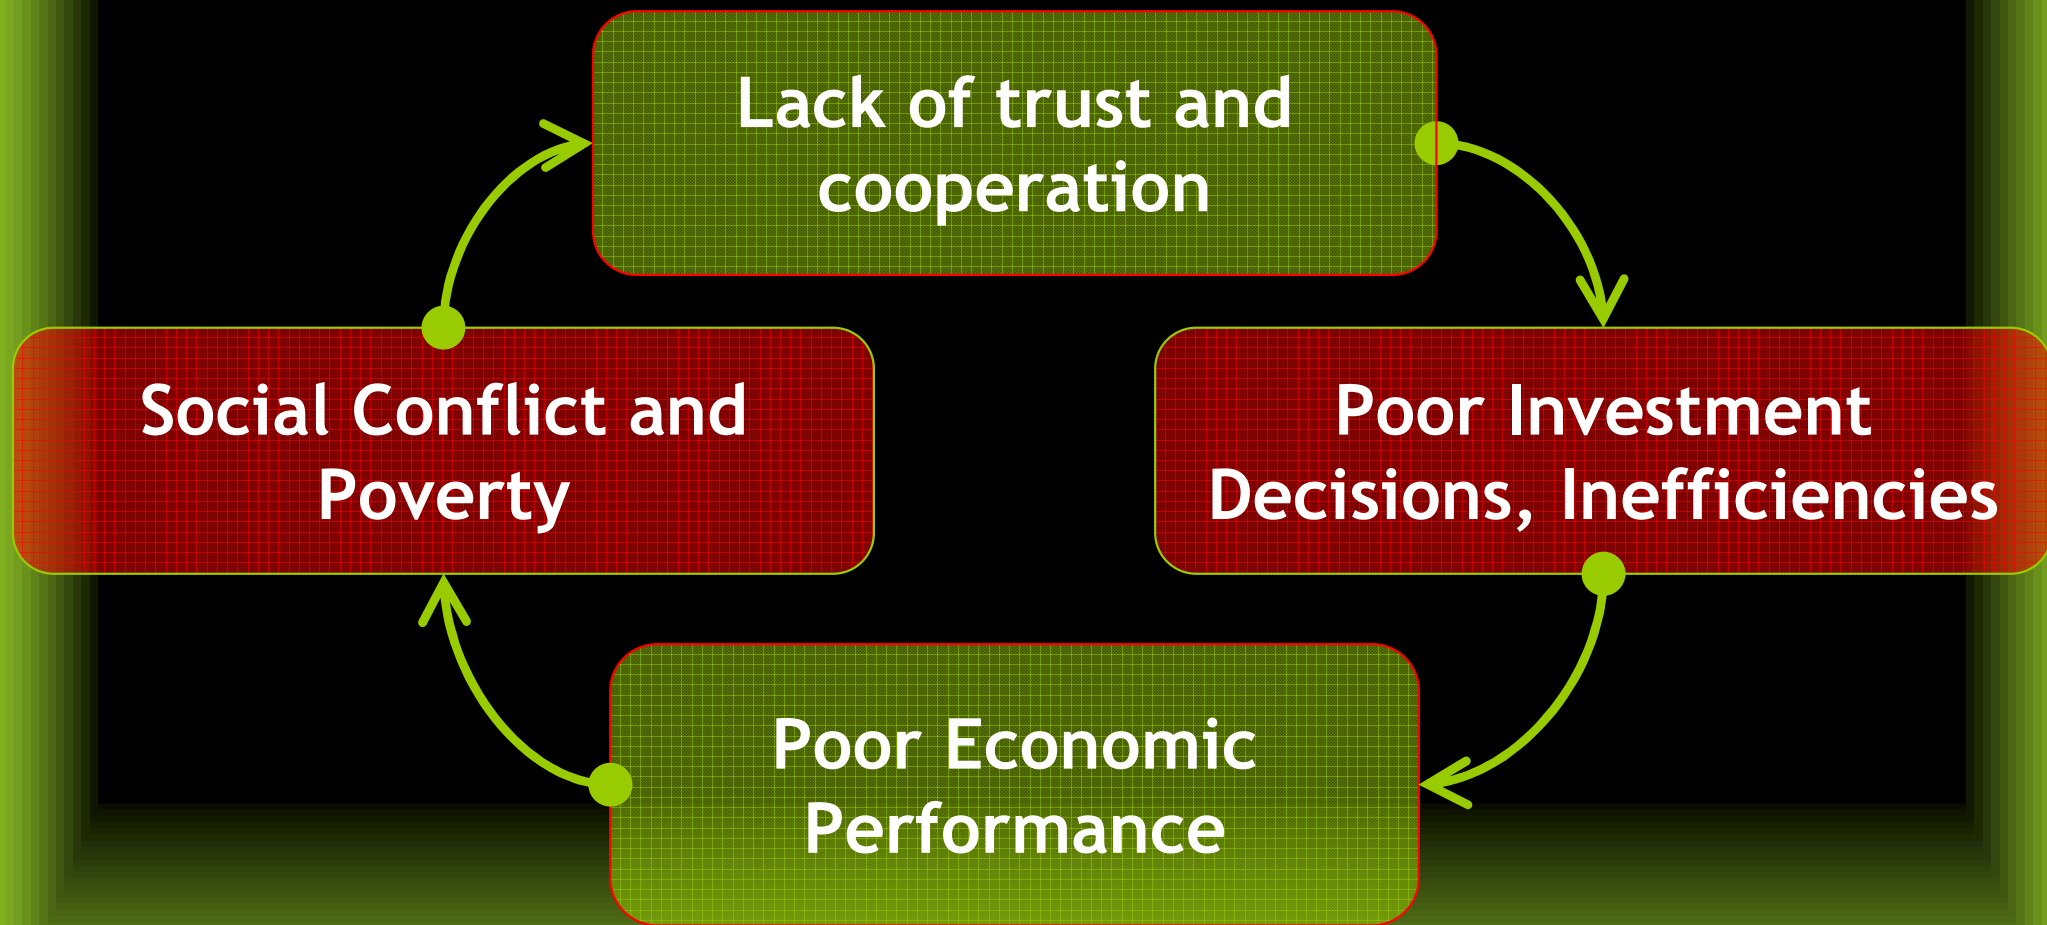 Lack of trust and
cooperation
Social Conflict and
Poverty
Poor Investment
Decisions, Inefficiencies
Poor Economic
Performance